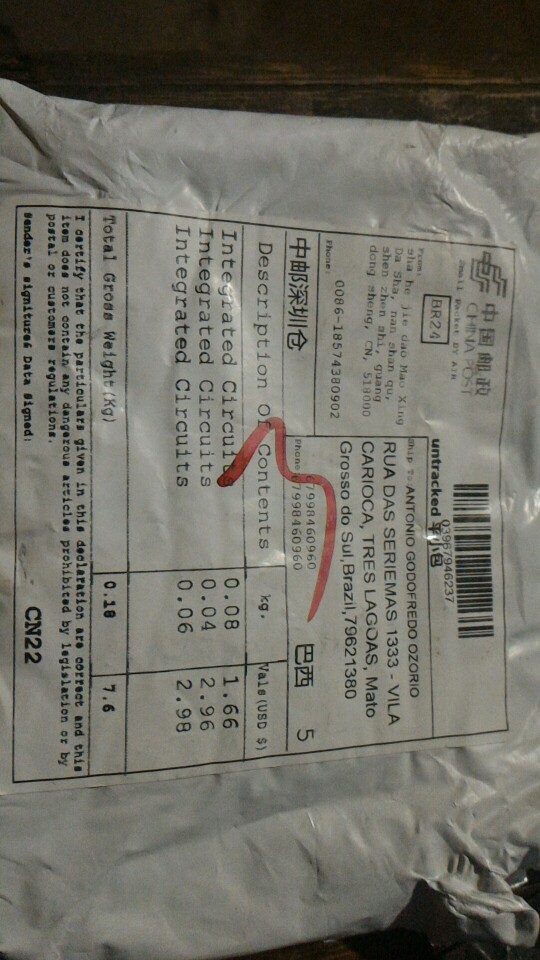 中国邮政
CHINA POST
Small Packet BY AIR
BR24
03967946237
untracked 平小包
From:
sha he jie dao Mao Xing
Da Sha, nan shan qu,
shen zhen shi, guang
dong sheng, CN, 518000
Phone: 0086-18574380902
Ship To: ANTONIO GODOFREDO OZORIO
RUA DAS SERIEMAS 1333 - VILA
CARIOCA, TRES LAGOAS, Mato
Grosso do Sul,Brazil,79621380
Phone: 67998460960
67998460960
中邮深圳仓
巴西 5
Description Of Contents kg. Vals(USD $)
Integrated Circuits 0.08 1.66
Integrated Circuits 0.04 2.96
Integrated Circuits 0.06 2.98
Total Gross Weight(Kg) 0.18 7.6
I certify that the particulars given in this declaration are correct and this
item does not contain any dangerous articles prohibited by legislation or by
postal or customers regulations.
Sender's signiture& Data Signed: CN22